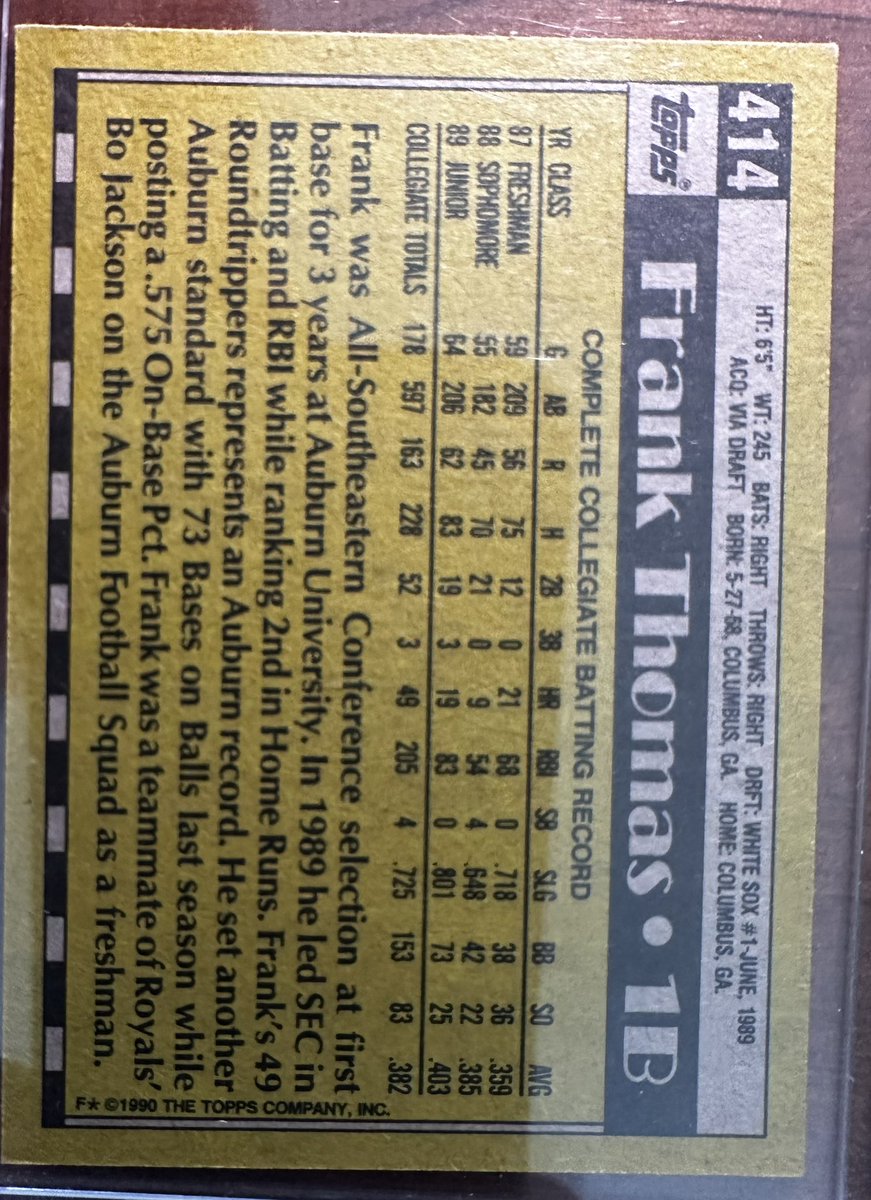 414
HT: 6'5" WT: 245 BATS: RIGHT THROWS: RIGHT DRFT: WHITE SOX #1-JUNE, 1989
ACQ: VIA DRAFT BORN: 5-27-68, COLUMBUS, GA. HOME: COLUMBUS, GA.
topps®
Frank Thomas • 1B
COMPLETE COLLEGIATE BATTING RECORD
YR CLASS G AB R H 2B 3B HR RBI SB SLG BB SO AVG
87 FRESHMAN 59 209 56 75 12 0 21 68 0 .718 38 36 .359
88 SOPHOMORE 55 182 45 70 21 0 9 54 4 .648 42 22 .385
89 JUNIOR 64 206 62 83 19 3 19 83 0 .801 73 25 .403
COLLEGIATE TOTALS 178 597 163 228 52 3 49 205 4 .725 153 83 .382
Frank was All-Southeastern Conference selection at first
base for 3 years at Auburn University. In 1989 he led SEC in
Batting and RBI while ranking 2nd in Home Runs. Frank's 49
Roundtrippers represents an Auburn record. He set another
Auburn standard with 73 Bases on Balls last season while
posting a .575 On-Base Pct. Frank was a teammate of Royals'
Bo Jackson on the Auburn Football Squad as a freshman.
F★ ©1990 THE TOPPS COMPANY, INC.